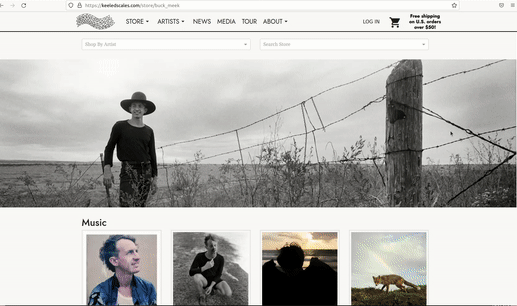 https://keeledscales.com/store/buck_meek
STORE ARTISTS NEWS MEDIA TOUR ABOUT
LOG IN
Free shipping
on U.S. orders
over $50!
Shop By Artist
Search Store
Music